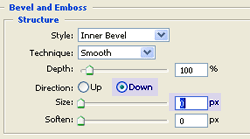 Bevel and Emboss
Structure
Style: Inner Bevel
Technique: Smooth
Depth: 100 %
Direction: Up Down
Size: 0 px
Soften: 0 px